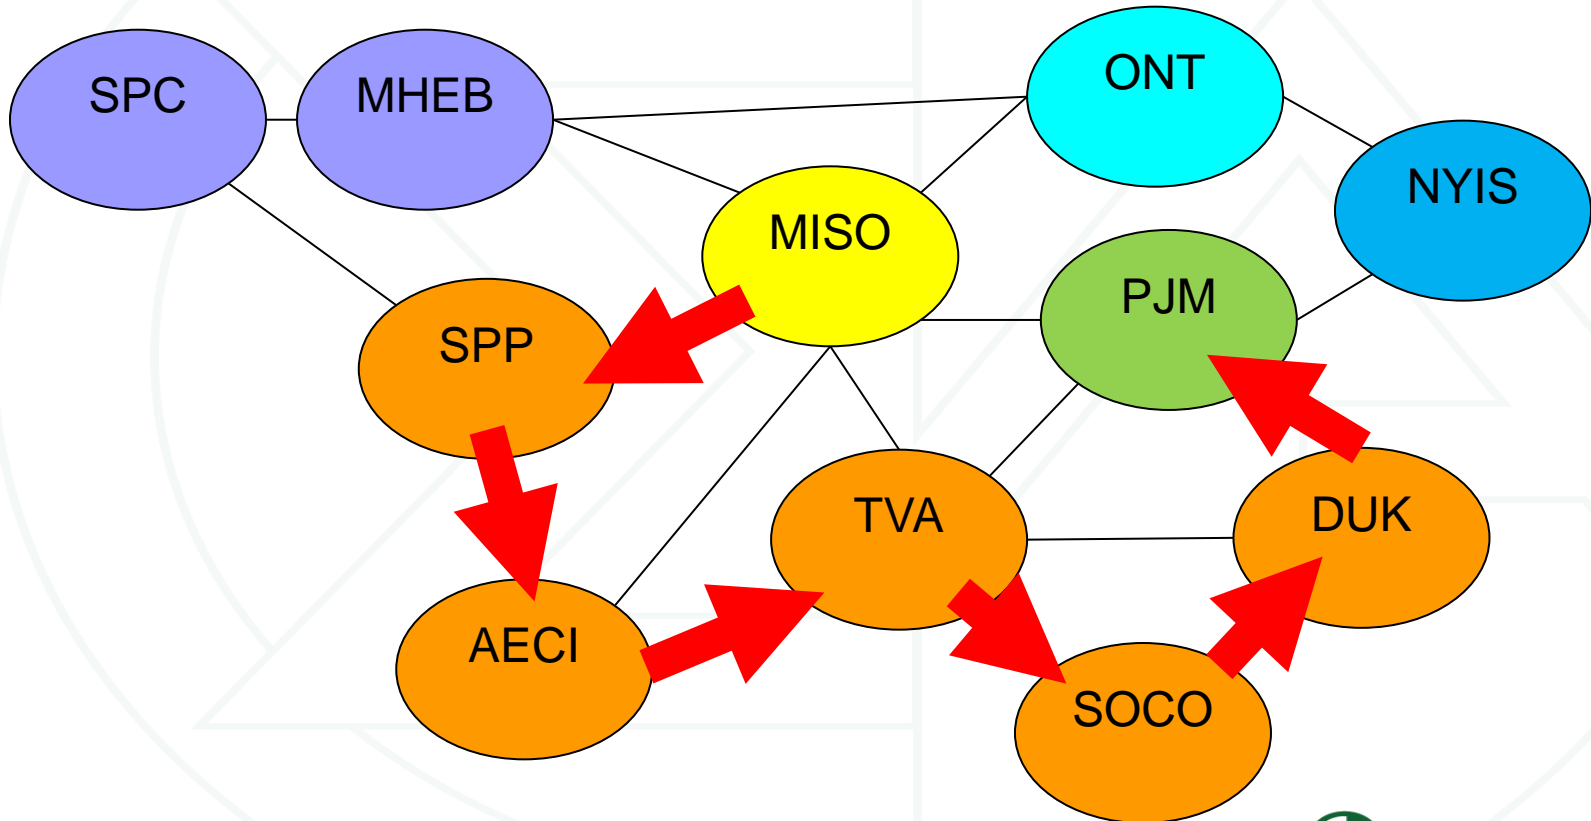 SPC
MHEB
ONT
NYIS
MISO
PJM
SPP
TVA
DUK
AECI
SOCO